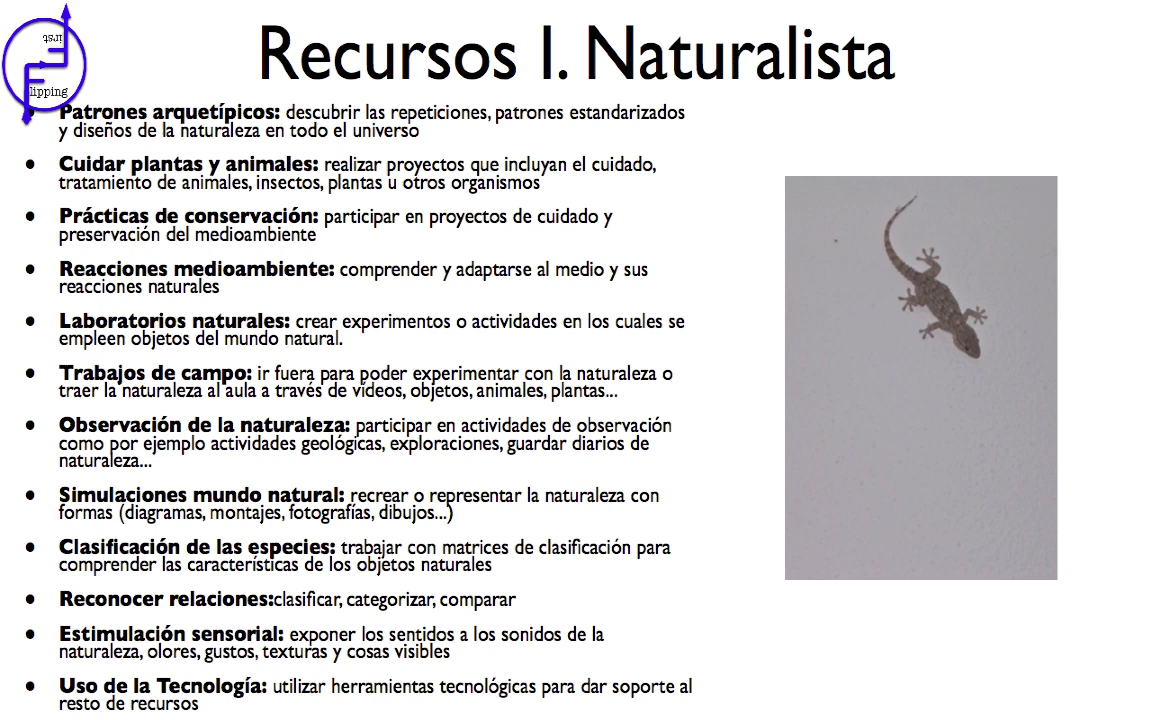 first
Recursos I. Naturalista
lipping
● Patrones arquetípicos: descubrir las repeticiones, patrones estandarizados
y diseños de la naturaleza en todo el universo
● Cuidar plantas y animales: realizar proyectos que incluyan el cuidado,
tratamiento de animales, insectos, plantas u otros organismos
● Prácticas de conservación: participar en proyectos de cuidado y
preservación del medioambiente
● Reacciones medioambiente: comprender y adaptarse al medio y sus
reacciones naturales
● Laboratorios naturales: crear experimentos o actividades en los cuales se
empleen objetos del mundo natural.
● Trabajos de campo: ir fuera para poder experimentar con la naturaleza o
traer la naturaleza al aula a través de vídeos, objetos, animales, plantas...
● Observación de la naturaleza: participar en actividades de observación
como por ejemplo actividades geológicas, exploraciones, guardar diarios de
naturaleza...
● Simulaciones mundo natural: recrear o representar la naturaleza con
formas (diagramas, montajes, fotografías, dibujos...)
● Clasificación de las especies: trabajar con matrices de clasificación para
comprender las características de los objetos naturales
● Reconocer relaciones:clasificar, categorizar, comparar
● Estimulación sensorial: exponer los sentidos a los sonidos de la
naturaleza, olores, gustos, texturas y cosas visibles
● Uso de la Tecnología: utilizar herramientas tecnológicas para dar soporte al
resto de recursos